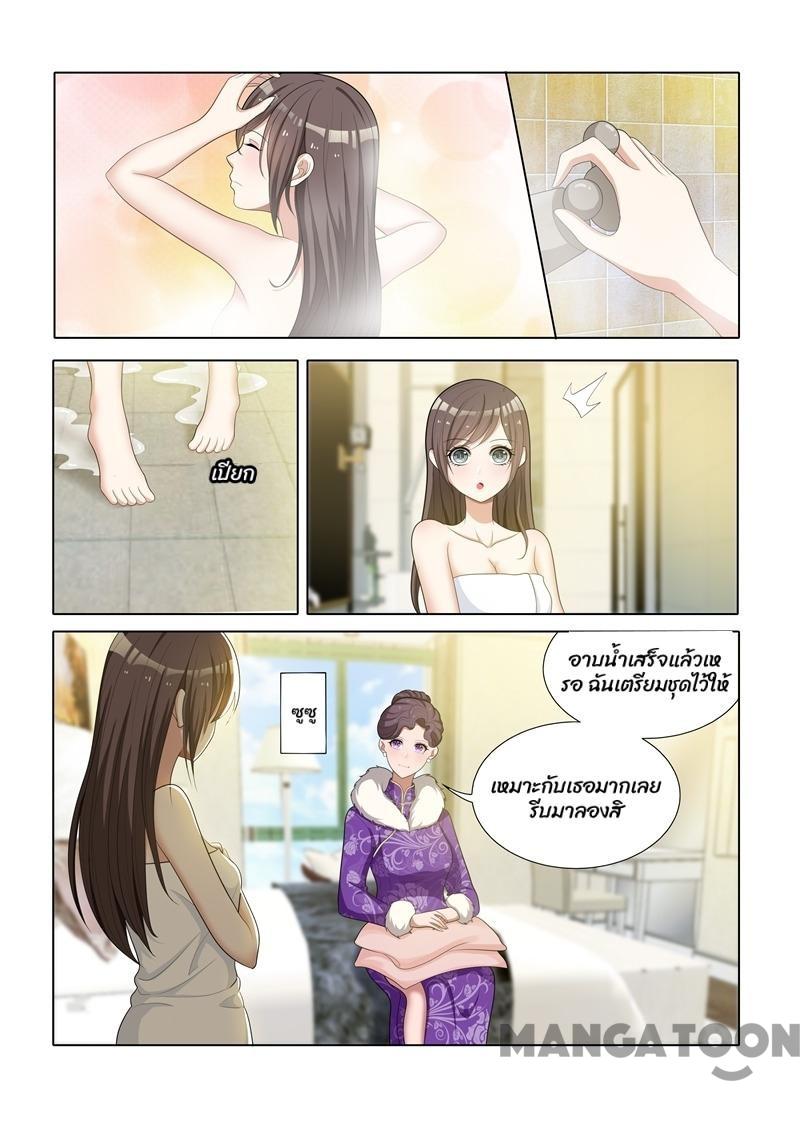 เปียก
ซูซู
อาบน้ำเสร็จแล้วเห
รอ ฉันเตรียมชุดไว้ให้
เหมาะกับเธอมากเลย
รีบมาลองสิ
MANGATOON